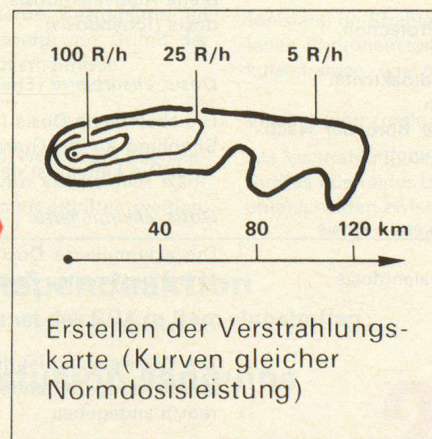 100 R/h 25 R/h 5 R/h
40 80 120 km
Erstellen der Verstrahlungs-
karte (Kurven gleicher
Normdosisleistung)